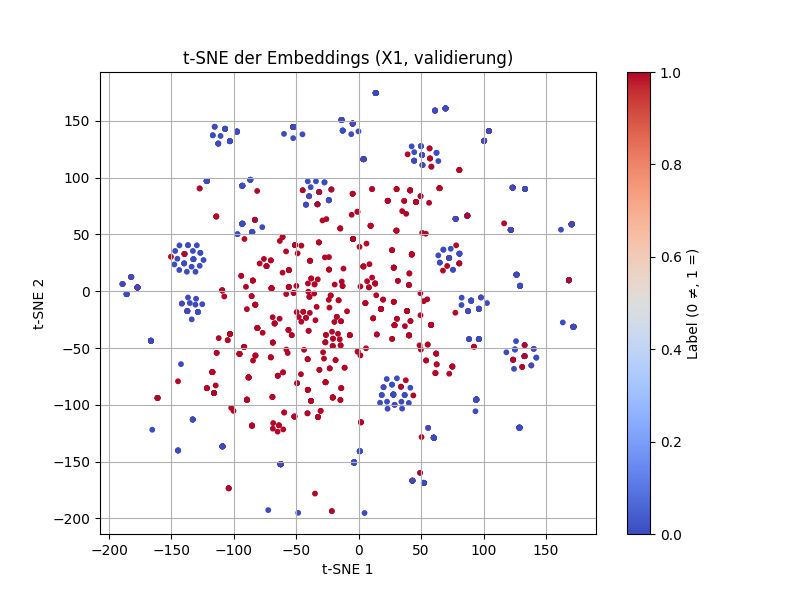 t-SNE der Embeddings (X1, validierung)
150
100
50
0
−50
−100
−150
−200
t-SNE 2
−200 −150 −100 −50 0 50 100 150
t-SNE 1
1.0
0.8
0.6
0.4
0.2
0.0
Label (0 ≠, 1 =)